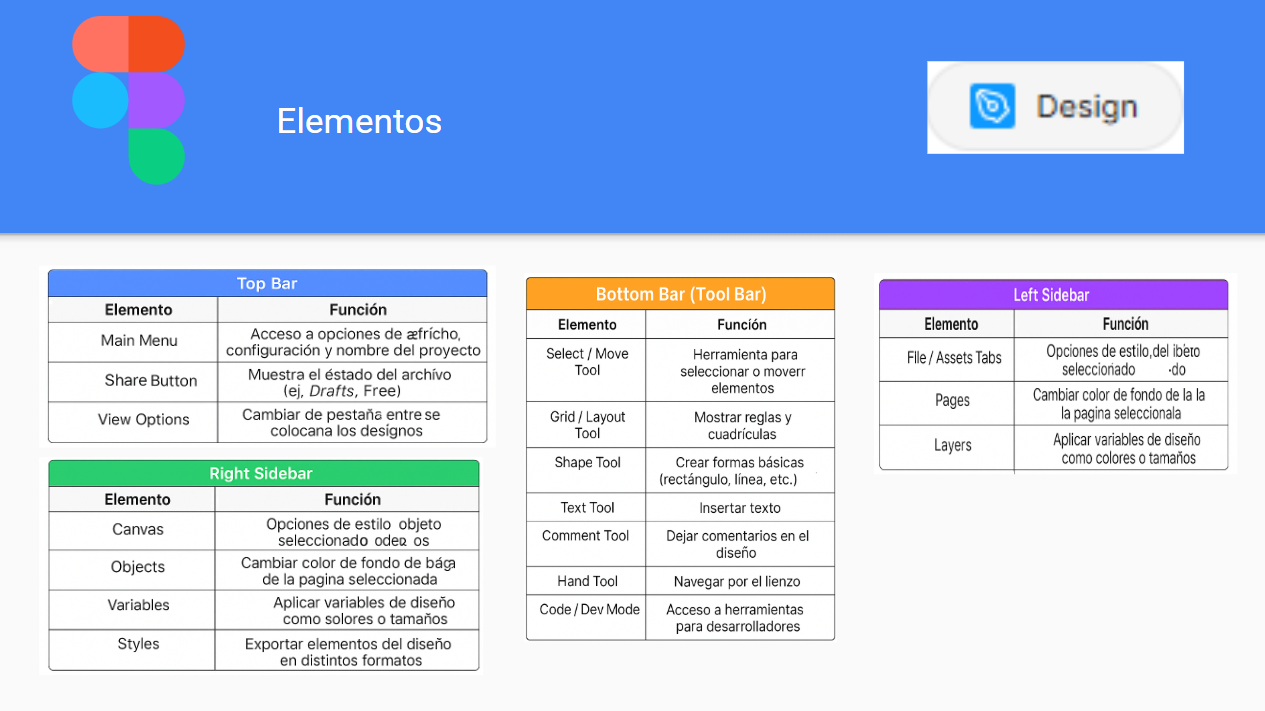 Elementos
Design
Top Bar
Elemento Función
Main Menu
Acceso a opciones de æfrícho,
configuración y nombre del proyecto
Share Button
Muestra el éstado del archívo
(ej, Drafts, Free)
View Options
Cambiar de pestaña entre se
colocana los desígnos
Right Sidebar
Elemento Función
Canvas
Opciones de estilo objeto
seleccionado os
Objects
Cambiar color de fondo de
de la pagina seleccionada
Variables
Aplicar variables de diseño
como solores o tamaños
Styles
Exportar elementos del diseño
en distintos formatos
Bottom Bar (Tool Bar)
Elemento Funcíón
Select / Move
Tool
Herramienta para
seleccionar o moverr
elementos
Grid / Layout
Tool
Mostrar reglas y
cuadrículas
Shape Tool
Crear formas básicas
(rectángulo, línea, etc.)
Text Tool
Insertar texto
Comment Tool
Dejar comentarios en el
diseño
Hand Tool
Navegar por el lienzo
Code / Dev Mode
Acceso a herramientas
para desarrolladores
Left Sidebar
Elemento Función
File / Assets Tabs
Opciones de estilo, del
seleccionado ·do
Pages
Cambiar color de fondo de la la
la pagina seleccionala
Layers
Aplicar variables de diseño
como colores o tamaños